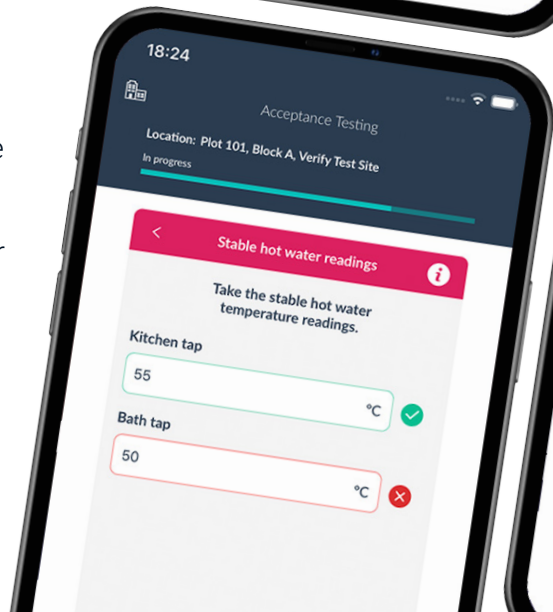 18:24
Acceptance Testing
Location: Plot 101, Block A, Verify Test Site
In progress
Stable hot water readings
i
Take the stable hot water
temperature readings.
Kitchen tap
55 °C
Bath tap
50 °C